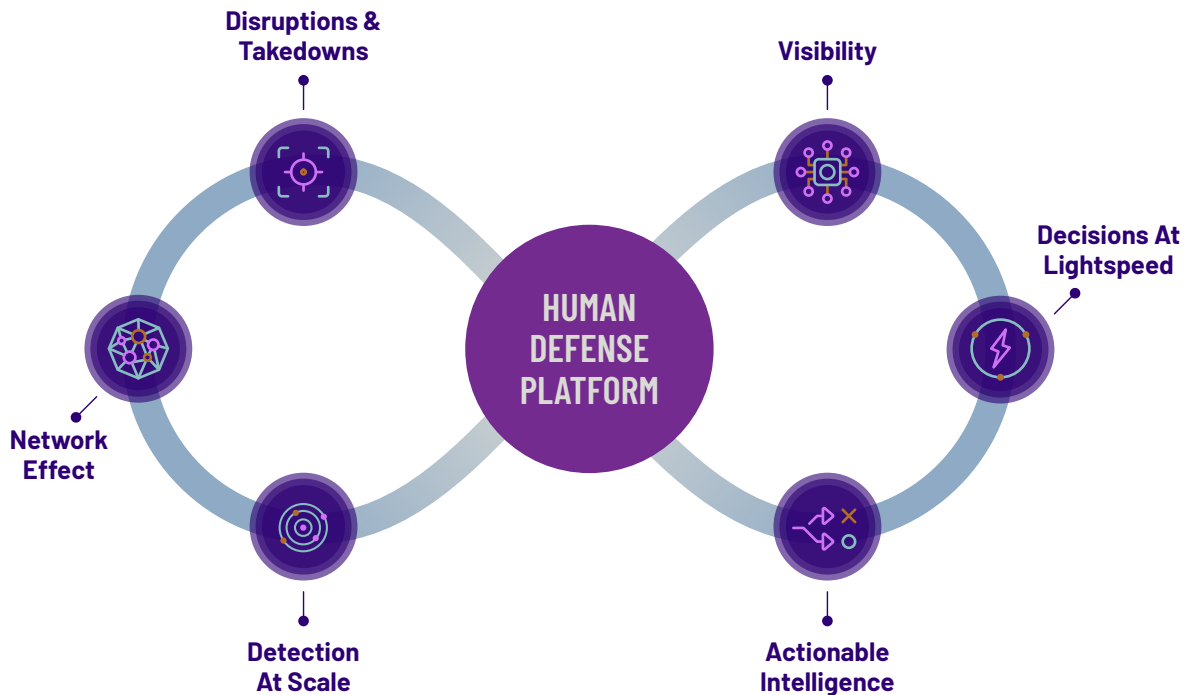 Disruptions &
Takedowns
Visibility
Decisions At
Lightspeed
HUMAN
DEFENSE
PLATFORM
Network
Effect
Detection
At Scale
Actionable
Intelligence